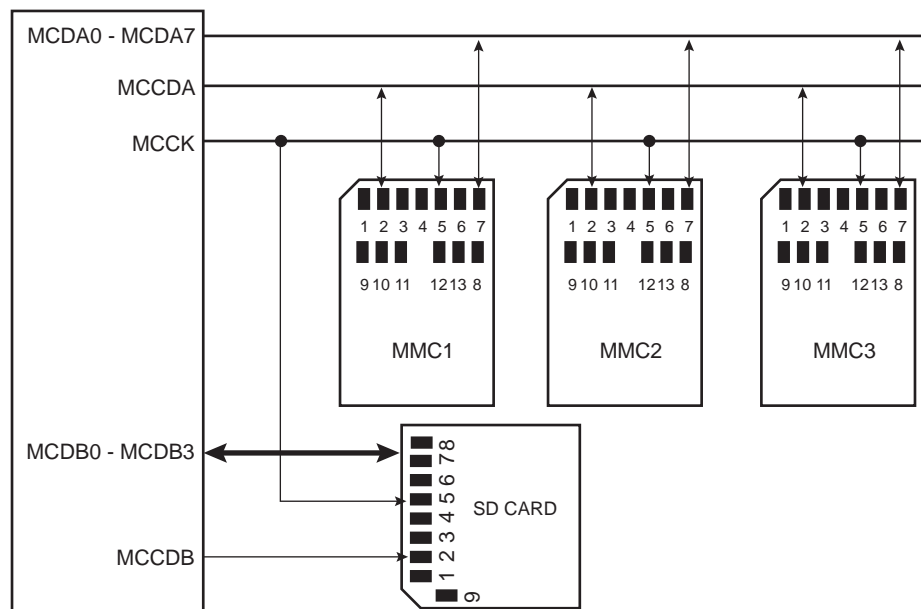 MCDA0 - MCDA7
MCCDA
MCCK
1 2 3 4 5 6 7
9 10 11 12 13 8
MMC1
1 2 3 4 5 6 7
9 10 11 12 13 8
MMC2
1 2 3 4 5 6 7
9 10 11 12 13 8
MMC3
MCDB0 - MCDB3
MCCDB
1 2 3 4 5 6 7 8
9
SD CARD